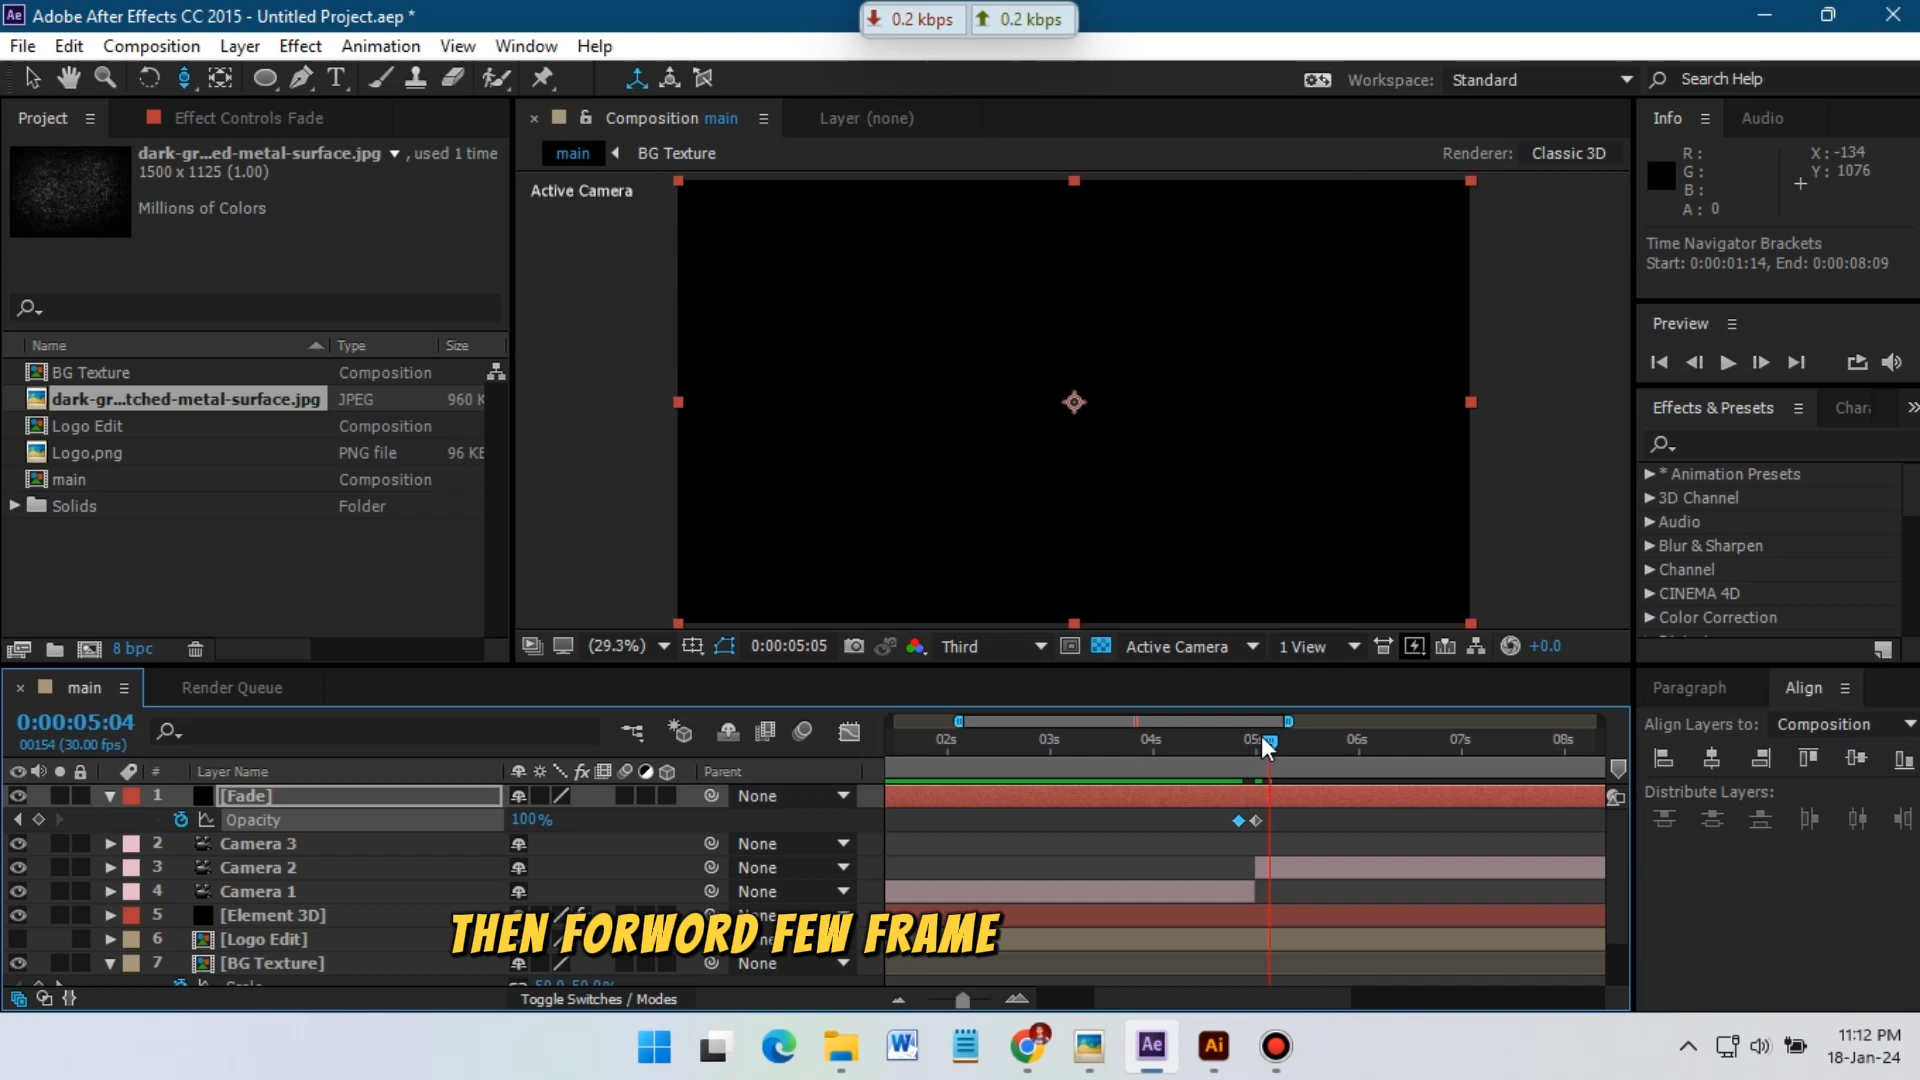 Ae Adobe After Effects CC 2015 - Untitled Project.aep *
0.2 kbps 0.2 kbps
File Edit Composition Layer Effect Animation View Window Help
Workspace: Standard Search Help
Project Effect Controls Fade
Composition main Layer (none)
Info Audio
dark-gr...ed-metal-surface.jpg , used 1 time
1500 x 1125 (1.00)
Millions of Colors
main BG Texture
Renderer: Classic 3D
Active Camera
R: X: -134
G: Y: 1076
B:
A: 0
Time Navigator Brackets
Start: 0:00:01:14, End: 0:00:08:09
Preview
Name Type Size
BG Texture Composition
dark-gr...tched-metal-surface.jpg JPEG 960 K
Logo Edit Composition
Logo.png PNG file 96 KE
main Composition
Solids Folder
Effects & Presets
* Animation Presets
3D Channel
Audio
Blur & Sharpen
Channel
CINEMA 4D
Color Correction
8 bpc
(29.3%) 0:00:05:05 Third Active Camera 1 View +0.0
main Render Queue
Paragraph Align
0:00:05:04
00154 (30.00 fps)
02s 03s 04s 06s 07s 08s
Align Layers to: Composition
Distribute Layers:
# Layer Name fx Parent
1 [Fade] None
Opacity 100%
2 Camera 3 None
3 Camera 2 None
4 Camera 1 None
5 [Element 3D]
6 [Logo Edit]
7 [BG Texture] None
THEN FORWORD FEW FRAME
Toggle Switches / Modes
Ae Ai
11:12 PM
18-Jan-24